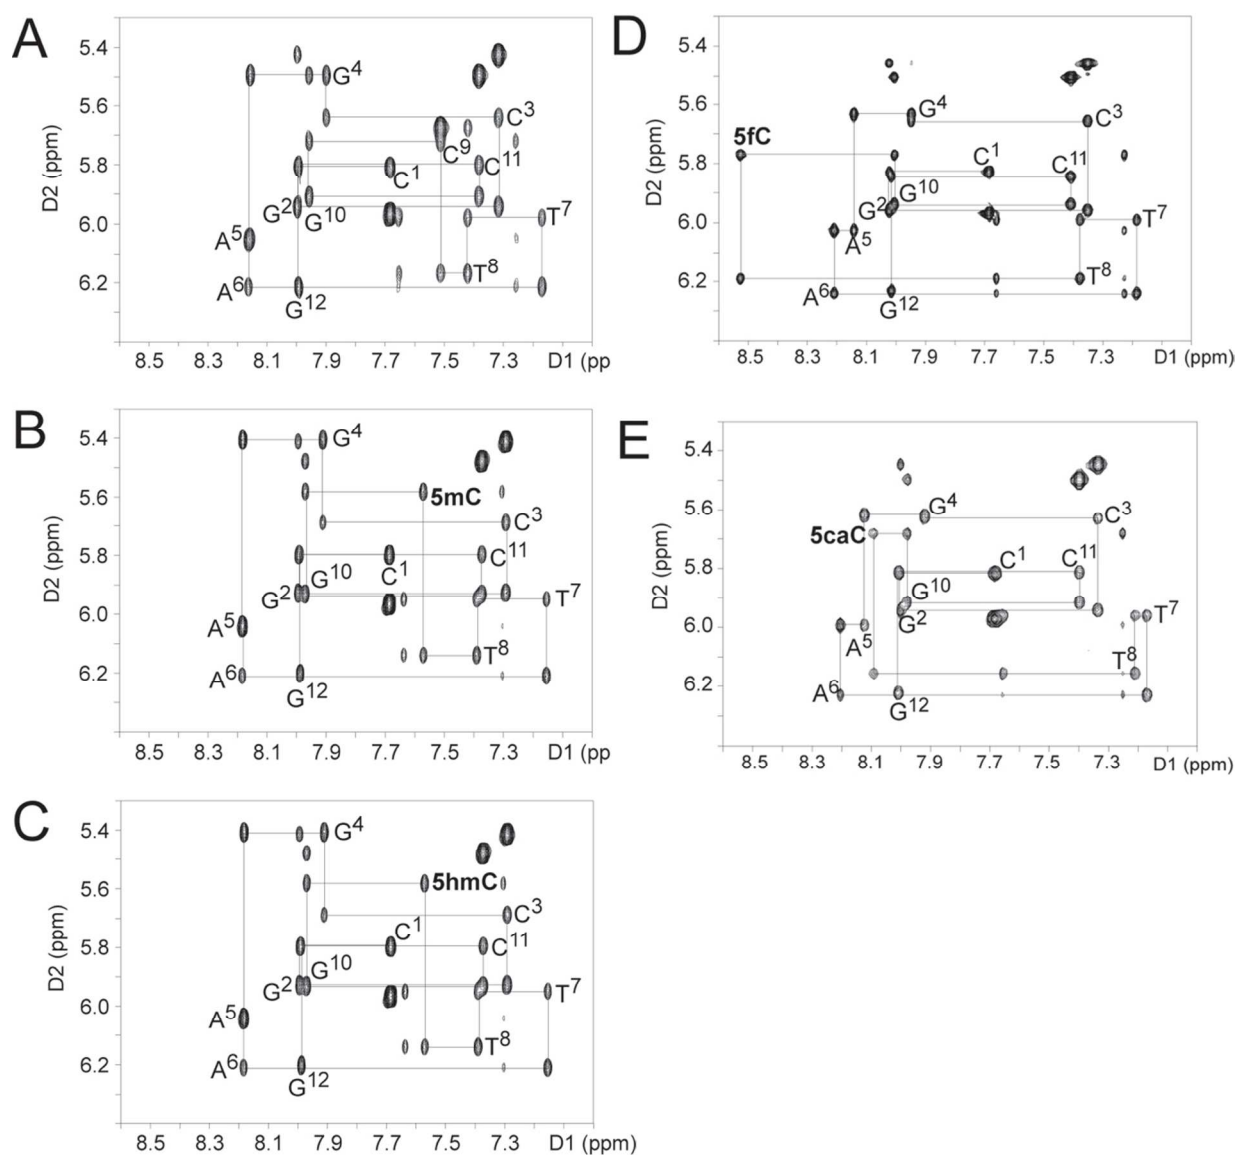 A
5.4
5.6
5.8
6.0
6.2
D2 (ppm)
G4
C3
C9
C1
C11
G2
G10
T7
A5
T8
A6
G12
8.5 8.3 8.1 7.9 7.7 7.5 7.3 D1 (pp
B
5.4
5.6
5.8
6.0
6.2
D2 (ppm)
G4
5mC
C3
C1
C11
G2
G10
T7
A5
T8
A6
G12
8.5 8.3 8.1 7.9 7.7 7.5 7.3 D1 (pp
C
5.4
5.6
5.8
6.0
6.2
D2 (ppm)
G4
5hmC
C3
C1
C11
G10
G2
T7
A5
T8
A6
G12
8.5 8.3 8.1 7.9 7.7 7.5 7.3 D1 (ppm)
D
5.4
5.6
5.8
6.0
6.2
D2 (ppm)
G4
C3
5fC
C1
C11
G10
G2
T7
A5
T8
A6
G12
8.5 8.3 8.1 7.9 7.7 7.5 7.3 D1 (ppm)
E
5.4
5.6
5.8
6.0
6.2
D2 (ppm)
G4
C3
5caC
C1
C11
G10
G2
T7
A5
T8
A6
G12
8.5 8.3 8.1 7.9 7.7 7.5 7.3 D1 (ppm)